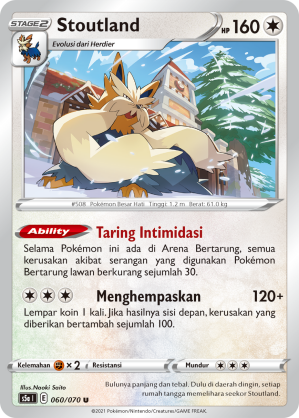 STAGE 2 Stoutland HP 160
Evolusi dari Herdier
#508 Pokémon Besar Hati Tinggi: 1.2 m Berat: 61.0 kg
Ability Taring Intimidasi
Selama Pokémon ini ada di Arena Bertarung, semua
kerusakan akibat serangan yang digunakan Pokémon
Bertarung lawan berkurang sejumlah 30.
Menghempaskan 120+
Lempar koin 1 kali. Jika hasilnya sisi depan, kerusakan
yang diberikan bertambah sejumlah 100.
Kelemahan ×2 Resistansi Mundur
Illus. Naoki Saito
s5a I E 060/070 U
Bulunya panjang dan tebal. Dulu di daerah dingin, setiap
rumah tangga memelihara seekor Stoutland.
©2021 Pokémon/Nintendo/Creatures/GAME FREAK